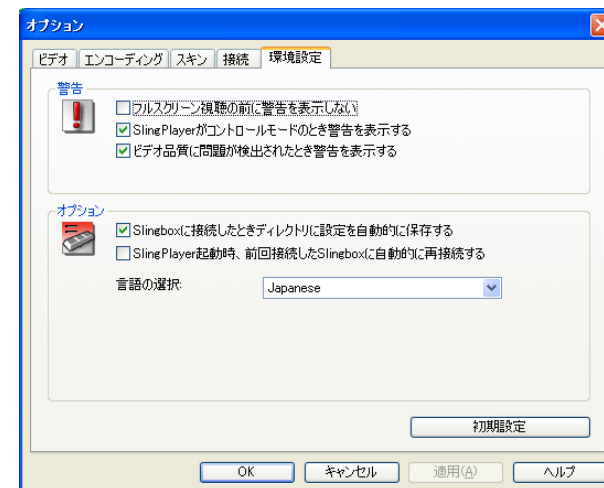 オプション
ビデオ エンコーディング スキン 接続 環境設定
警告
フルスクリーン視聴の前に警告を表示しない
SlingPlayerがコントロールモードのとき警告を表示する
ビデオ品質に問題が検出されたとき警告を表示する
オプション
Slingboxに接続したときディレクトリに設定を自動的に保存する
SlingPlayer起動時、前回接続したSlingboxに自動的に再接続する
言語の選択: Japanese
初期設定
OK キャンセル 適用(A) ヘルプ